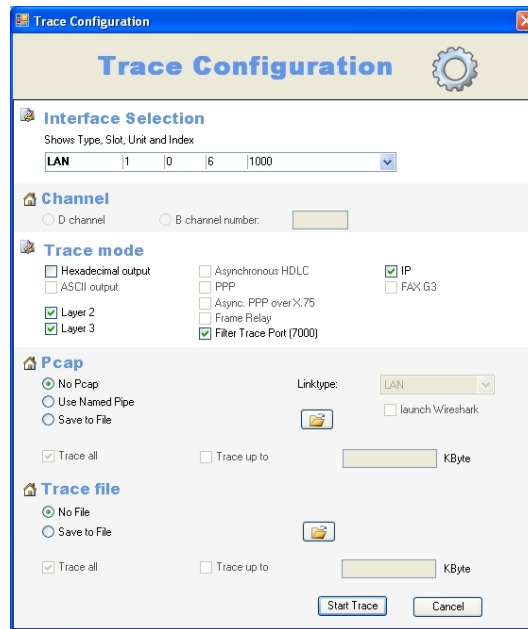 Trace Configuration
Trace Configuration
Interface Selection
Shows Type, Slot, Unit and Index
LAN 1 0 6 1000
Channel
D channel B channel number:
Trace mode
Hexadecimal output Asynchronous HDLC IP
ASCII output PPP FAX G3
Async. PPP over X.75
Layer 2 Frame Relay
Layer 3 Filter Trace Port (7000)
Pcap
No Pcap Linktype: LAN
Use Named Pipe launch Wireshark
Save to File
Trace all Trace up to KByte
Trace file
No File
Save to File
Trace all Trace up to KByte
Start Trace Cancel